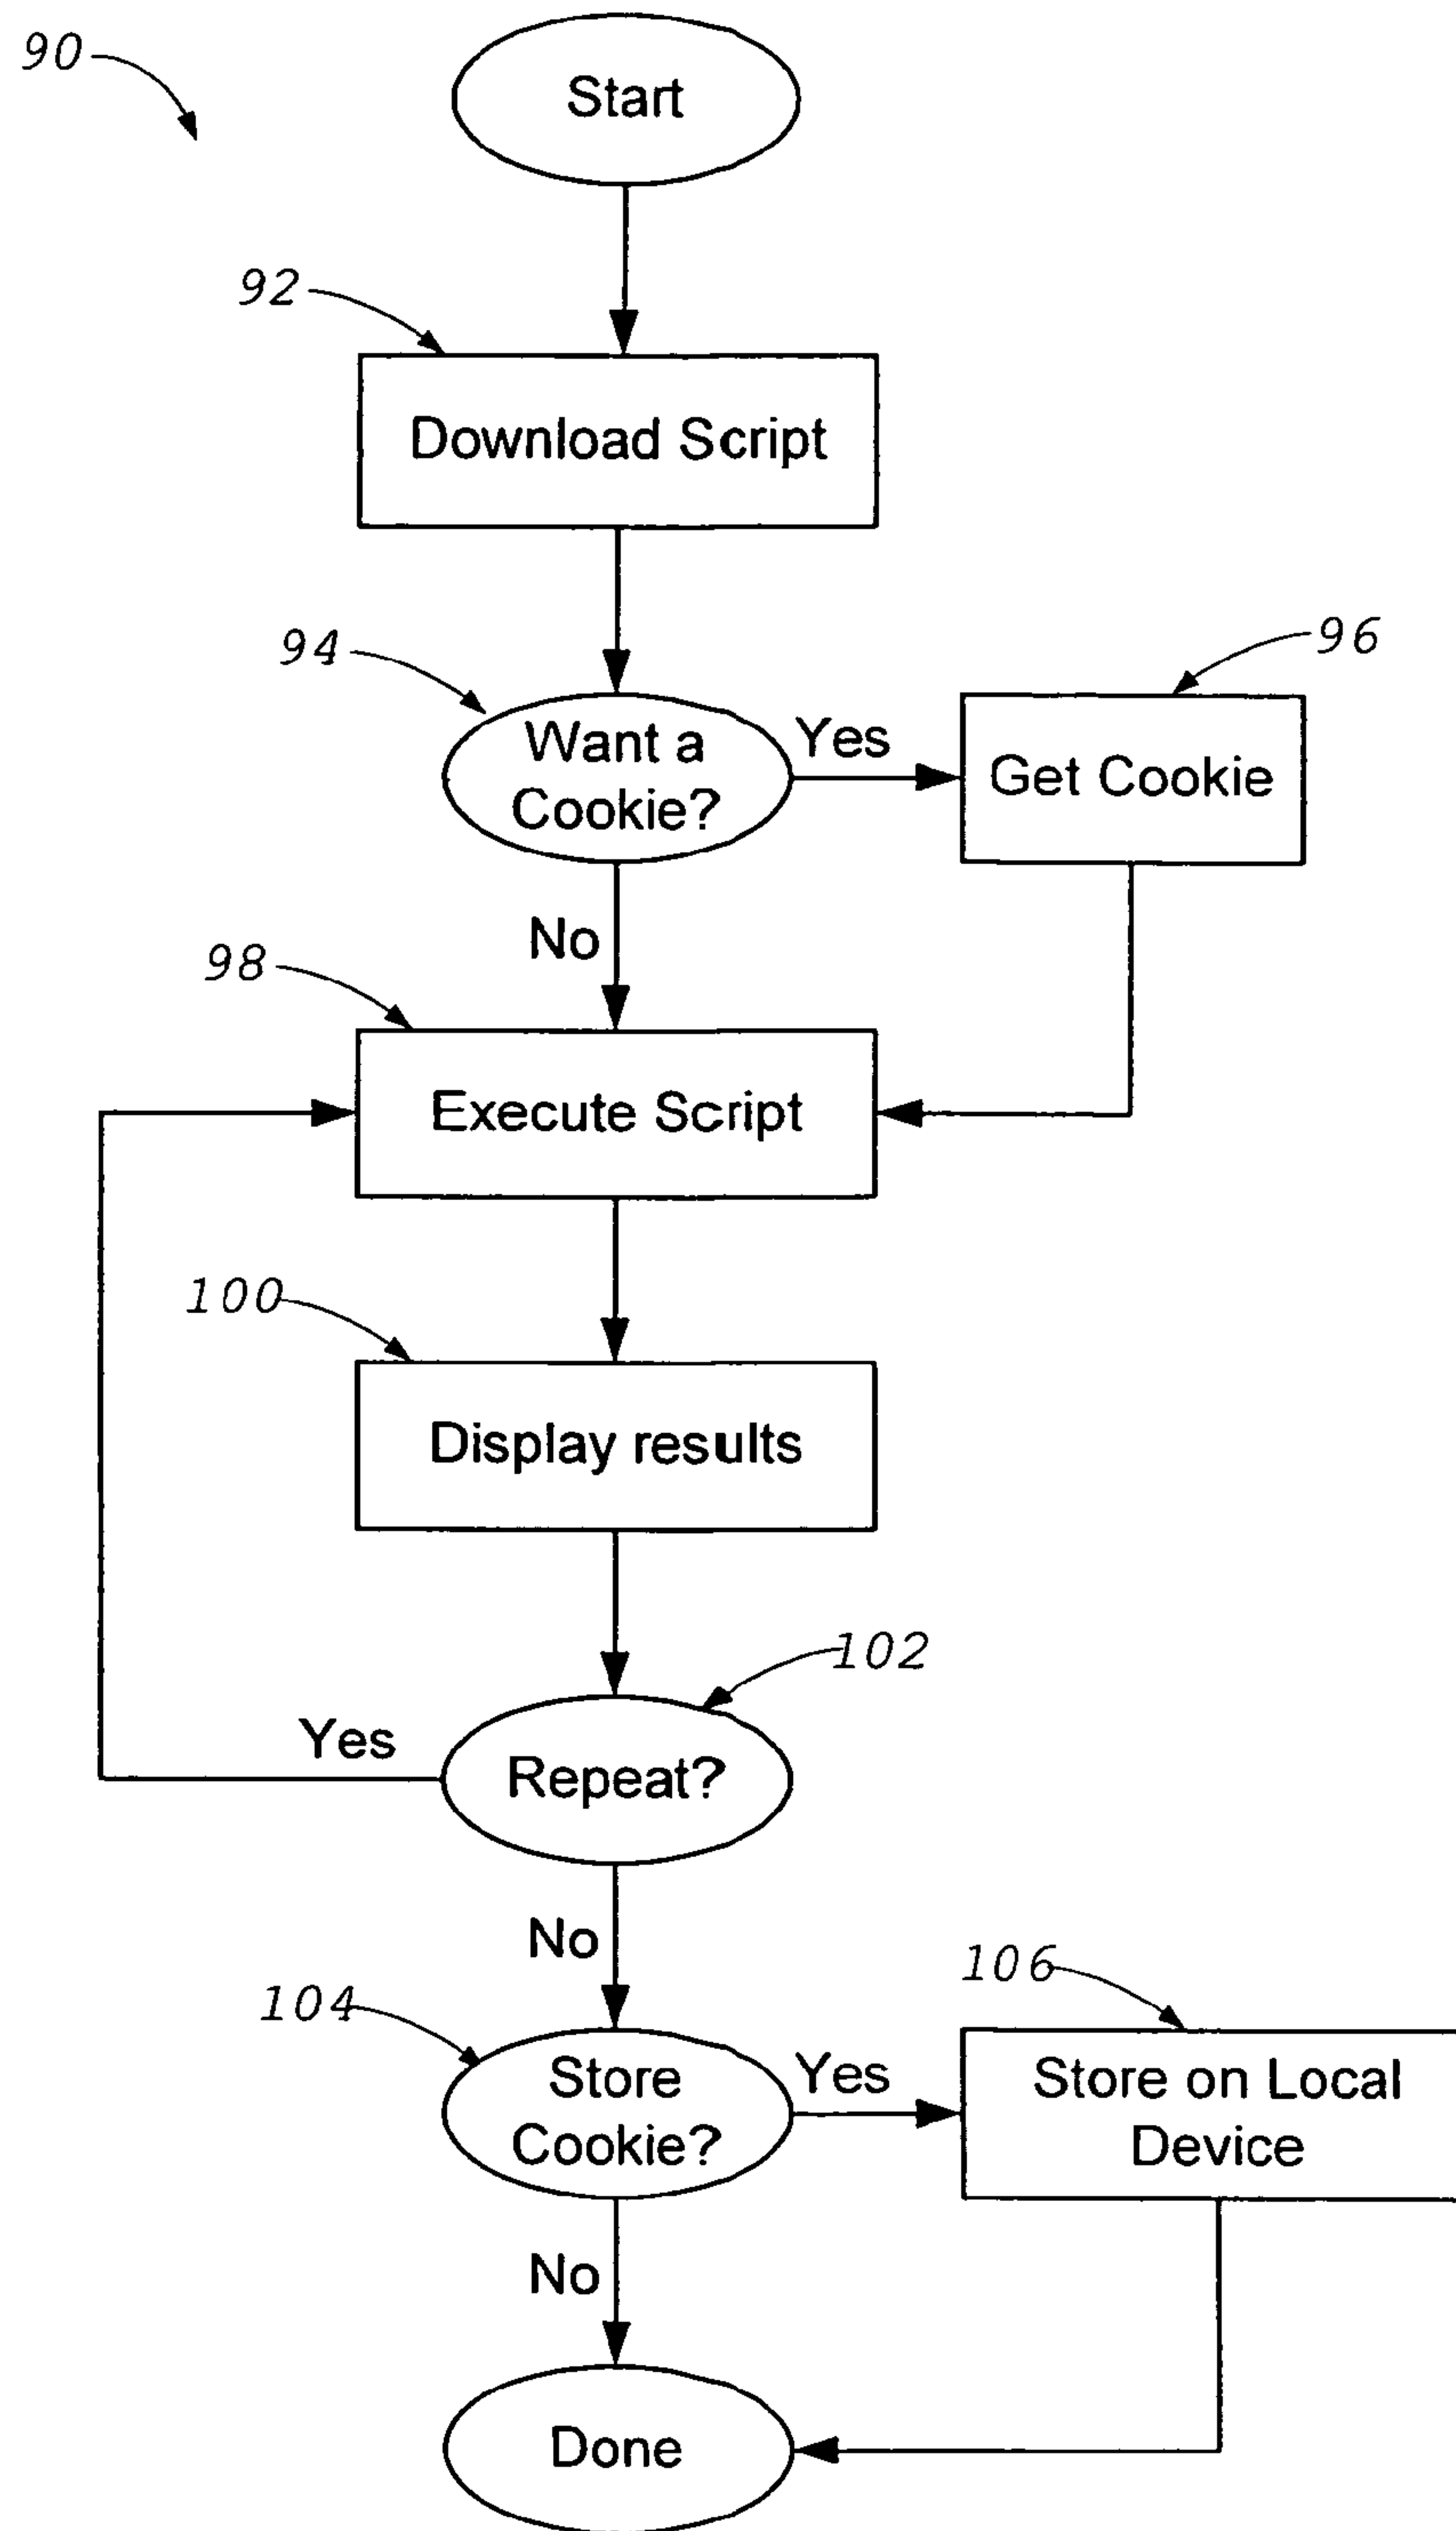 90
Start
92
Download Script
94
Want a
Cookie?
Yes
96
Get Cookie
No
98
Execute Script
100
Display results
102
Repeat?
Yes
No
104
Store
Cookie?
Yes
106
Store on Local
Device
No
Done